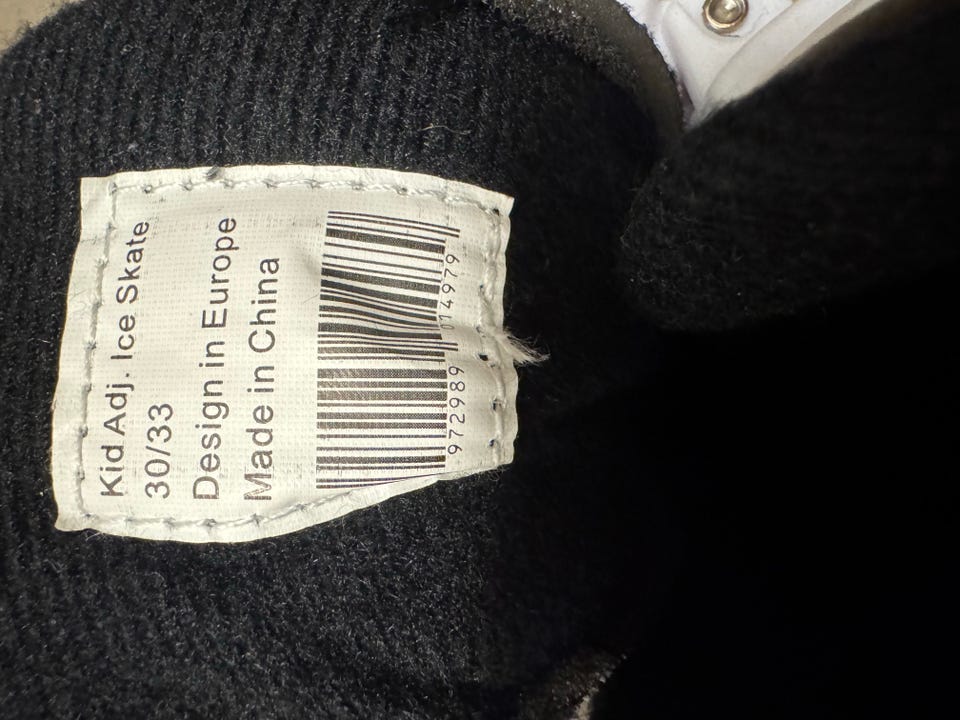 Kid Adj. Ice Skate
30/33
Design in Europe
Made in China
972989 014979